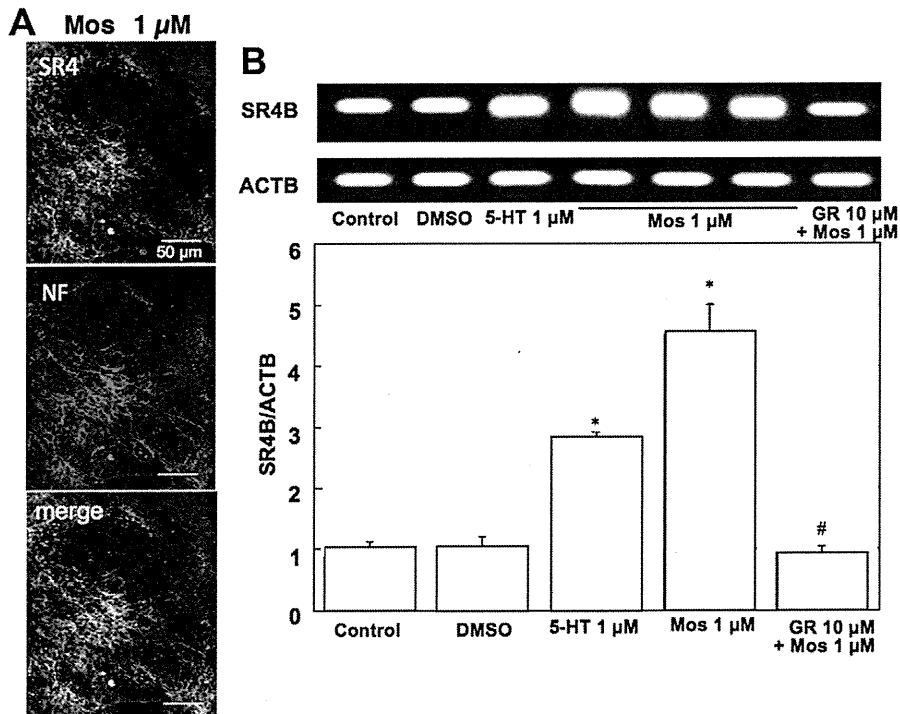 A
Mos 1 µM
SR4
50 µm
NF
merge
B
SR4B
ACTB
Control DMSO 5-HT 1 µM Mos 1 µM GR 10 µM
+ Mos 1 µM
6
5
4
3
2
1
0
SR4B/ACTB
*
*
#
Control DMSO 5-HT 1 µM Mos 1 µM GR 10 µM
+ Mos 1 µM